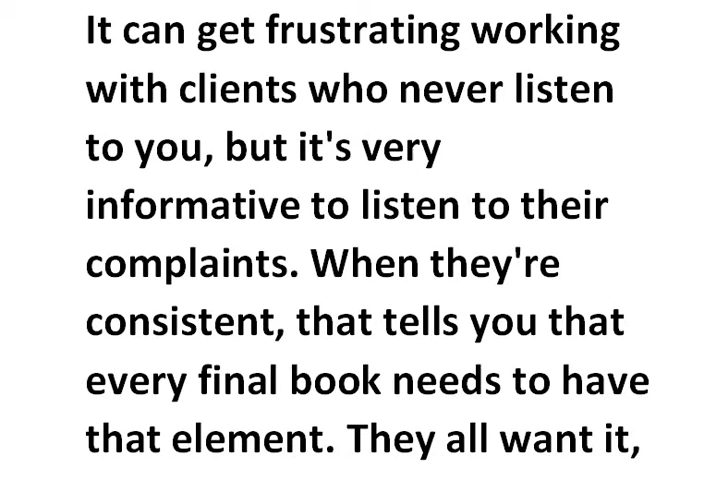 It can get frustrating working
with clients who never listen
to you, but it's very
informative to listen to their
complaints. When they're
consistent, that tells you that
every final book needs to have
that element. They all want it,